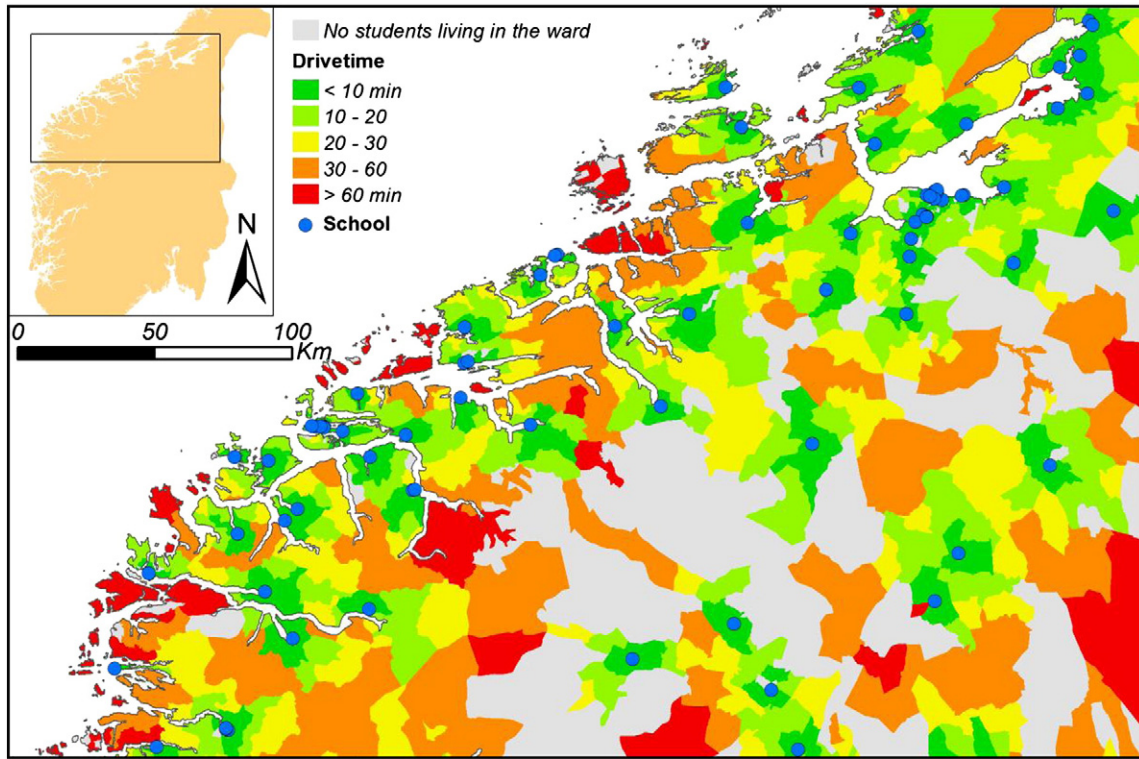 No students living in the ward
Drivetime
< 10 min
10 - 20
20 - 30
30 - 60
> 60 min
School
N
0 50 100
Km